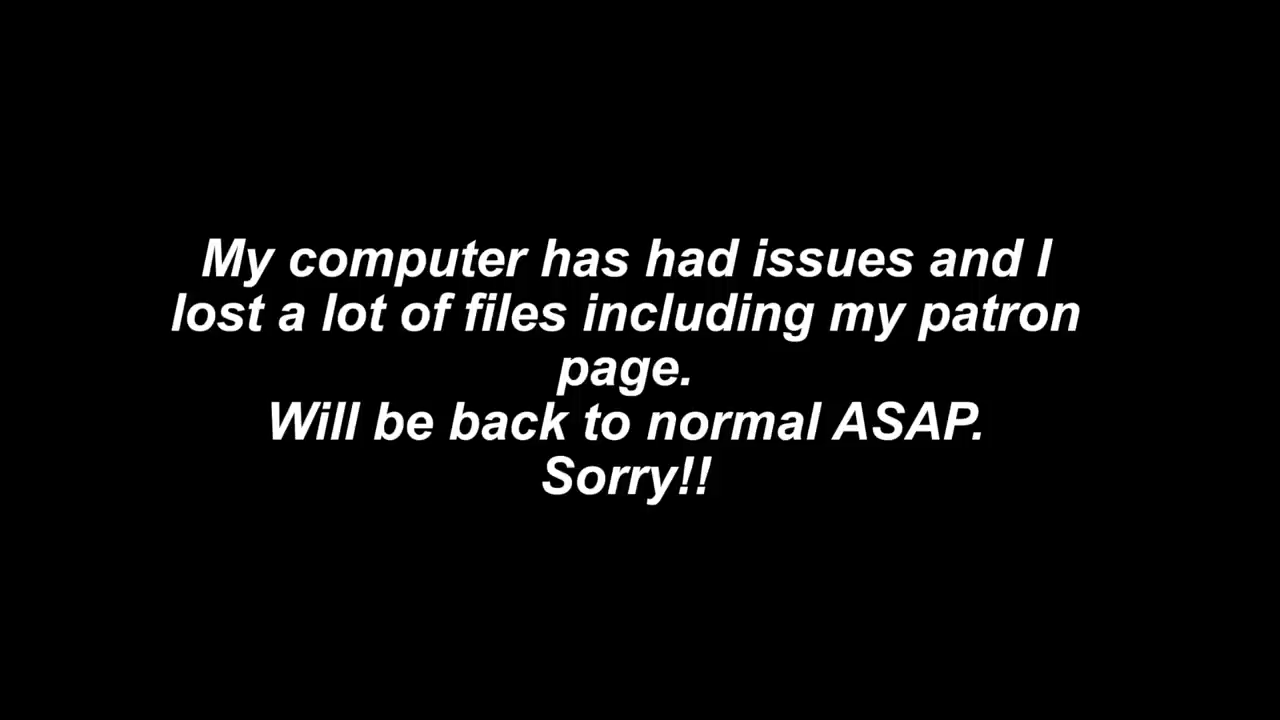 My computer has had issues and I
lost a lot of files including my patron
page.
Will be back to normal ASAP.
Sorry!!